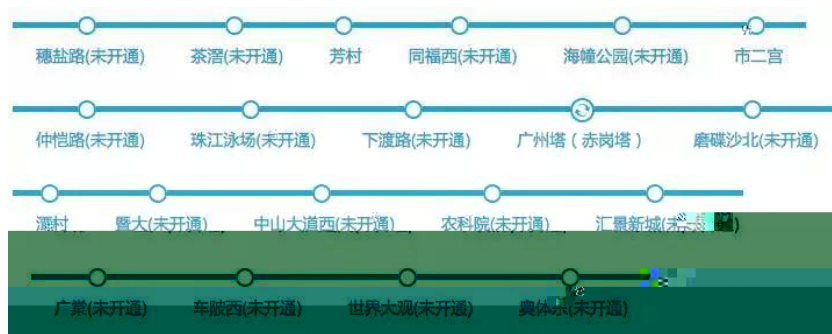 穗盐路(未开通) 茶滘(未开通) 芳村 同福西(未开通) 海幢公园(未开通) 市二宫
仲恺路(未开通) 珠江泳场(未开通) 下渡路(未开通) 广州塔(赤岗塔) 磨碟沙北(未开通)
暨大(未开通) 中山大道西(未开通) 农科院(未开通) 汇景新城(未
广棠(未开通) 车陂西(未开通) 世界大观(未开通) 奥体东(未开通)